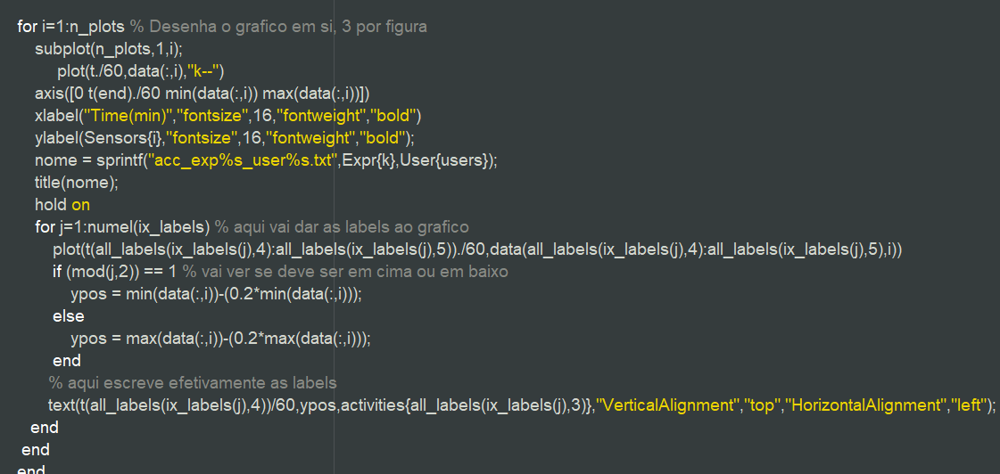 for i=1:n_plots % Desenha o grafico em si, 3 por figura
subplot(n_plots,1,i);
plot(t./60,data(:,i),"k--")
axis([0 t(end)./60 min(data(:,i)) max(data(:,i))])
xlabel("Time(min)","fontsize",16,"fontweight","bold")
ylabel(Sensors{i},"fontsize",16,"fontweight","bold");
nome = sprintf("acc_exp%s_user%s.txt",Expr{k},User{users});
title(nome);
hold on
for j=1:numel(ix_labels) % aqui vai dar as labels ao grafico
plot(t(all_labels(ix_labels(j),4):all_labels(ix_labels(j),5))./60,data(all_labels(ix_labels(j),4):all_labels(ix_labels(j),5),i))
if (mod(j,2)) == 1 % vai ver se deve ser em cima ou em baixo
ypos = min(data(:,i))-(0.2*min(data(:,i)));
else
ypos = max(data(:,i))-(0.2*max(data(:,i)));
end
% aqui escreve efetivamente as labels
text(t(all_labels(ix_labels(j),4))/60,ypos,activities{all_labels(ix_labels(j),3)},"VerticalAlignment","top","HorizontalAlignment","left");
end
end
end